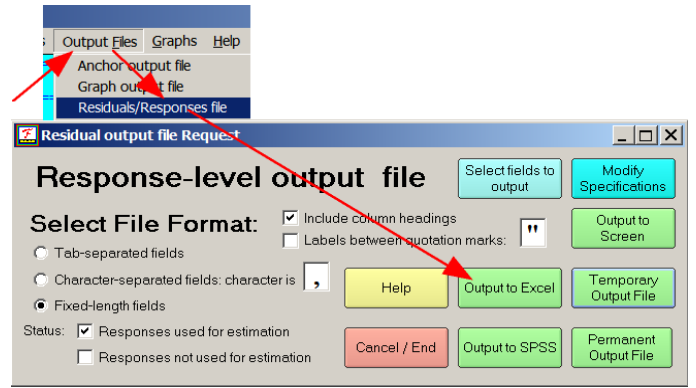 Output Files Graphs Help
Anchor output file
Graph output file
Residuals/Responses file
Residual output file Request
Response-level output file
Select fields to output
Modify Specifications
Select File Format:
Include column headings
Labels between quotation marks: "
Output to Screen
Tab-separated fields
Character-separated fields: character is ,
Fixed-length fields
Help
Output to Excel
Temporary Output File
Status: Responses used for estimation
Responses not used for estimation
Cancel / End
Output to SPSS
Permanent Output File